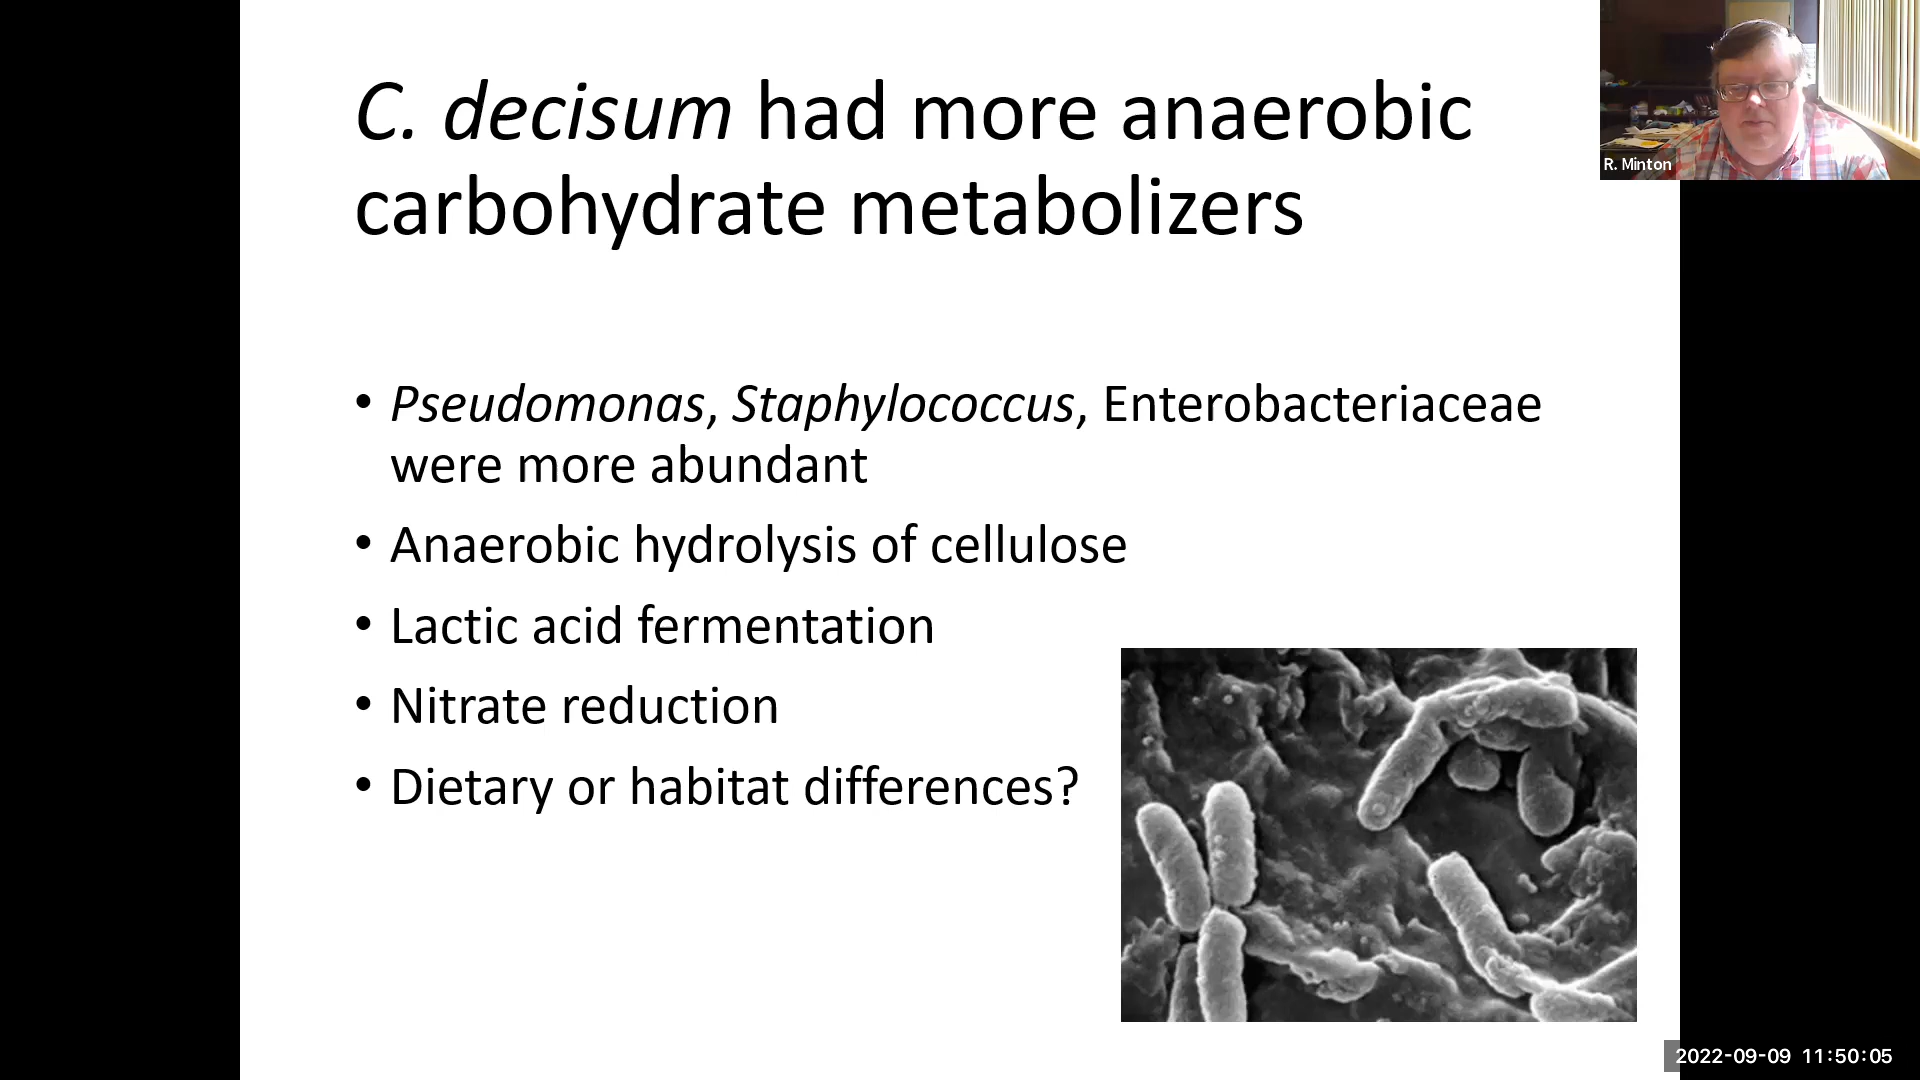 C. decisum had more anaerobic
carbohydrate metabolizers
R. Minton
• Pseudomonas, Staphylococcus, Enterobacteriaceae
were more abundant
• Anaerobic hydrolysis of cellulose
• Lactic acid fermentation
• Nitrate reduction
• Dietary or habitat differences?
2022-09-09 11:50:05